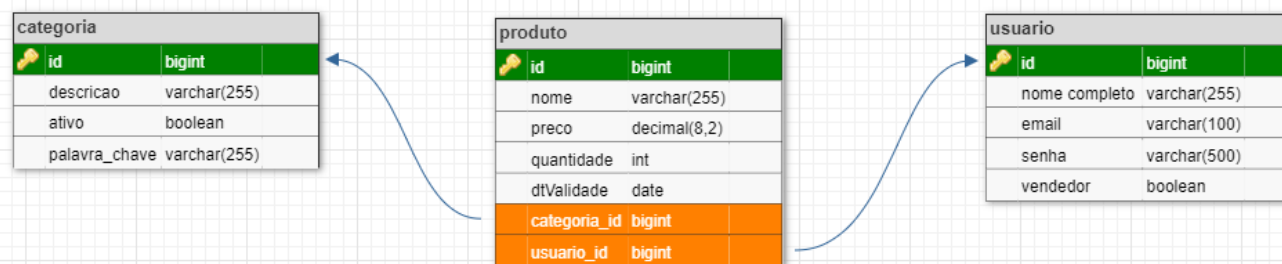 categoria
id bigint
descricao varchar(255)
ativo boolean
palavra_chave varchar(255)
produto
id bigint
nome varchar(255)
preco decimal(8,2)
quantidade int
dtValidade date
categoria_id bigint
usuario_id bigint
usuario
id bigint
nome completo varchar(255)
email varchar(100)
senha varchar(500)
vendedor boolean